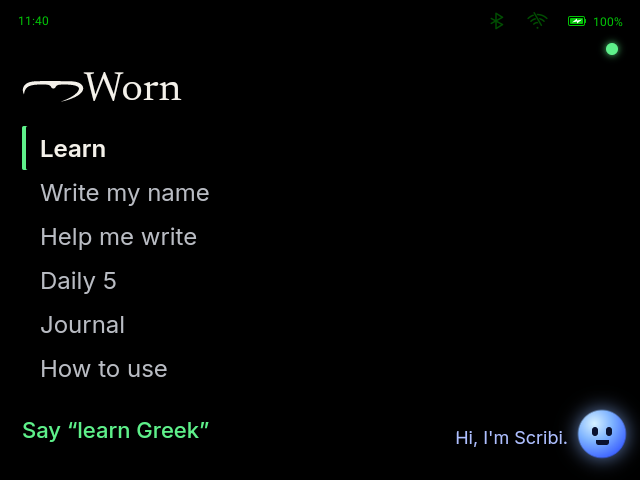 11:40
100%
Worn
Learn
Write my name
Help me write
Daily 5
Journal
How to use
Say “learn Greek”
Hi, I'm Scribi.